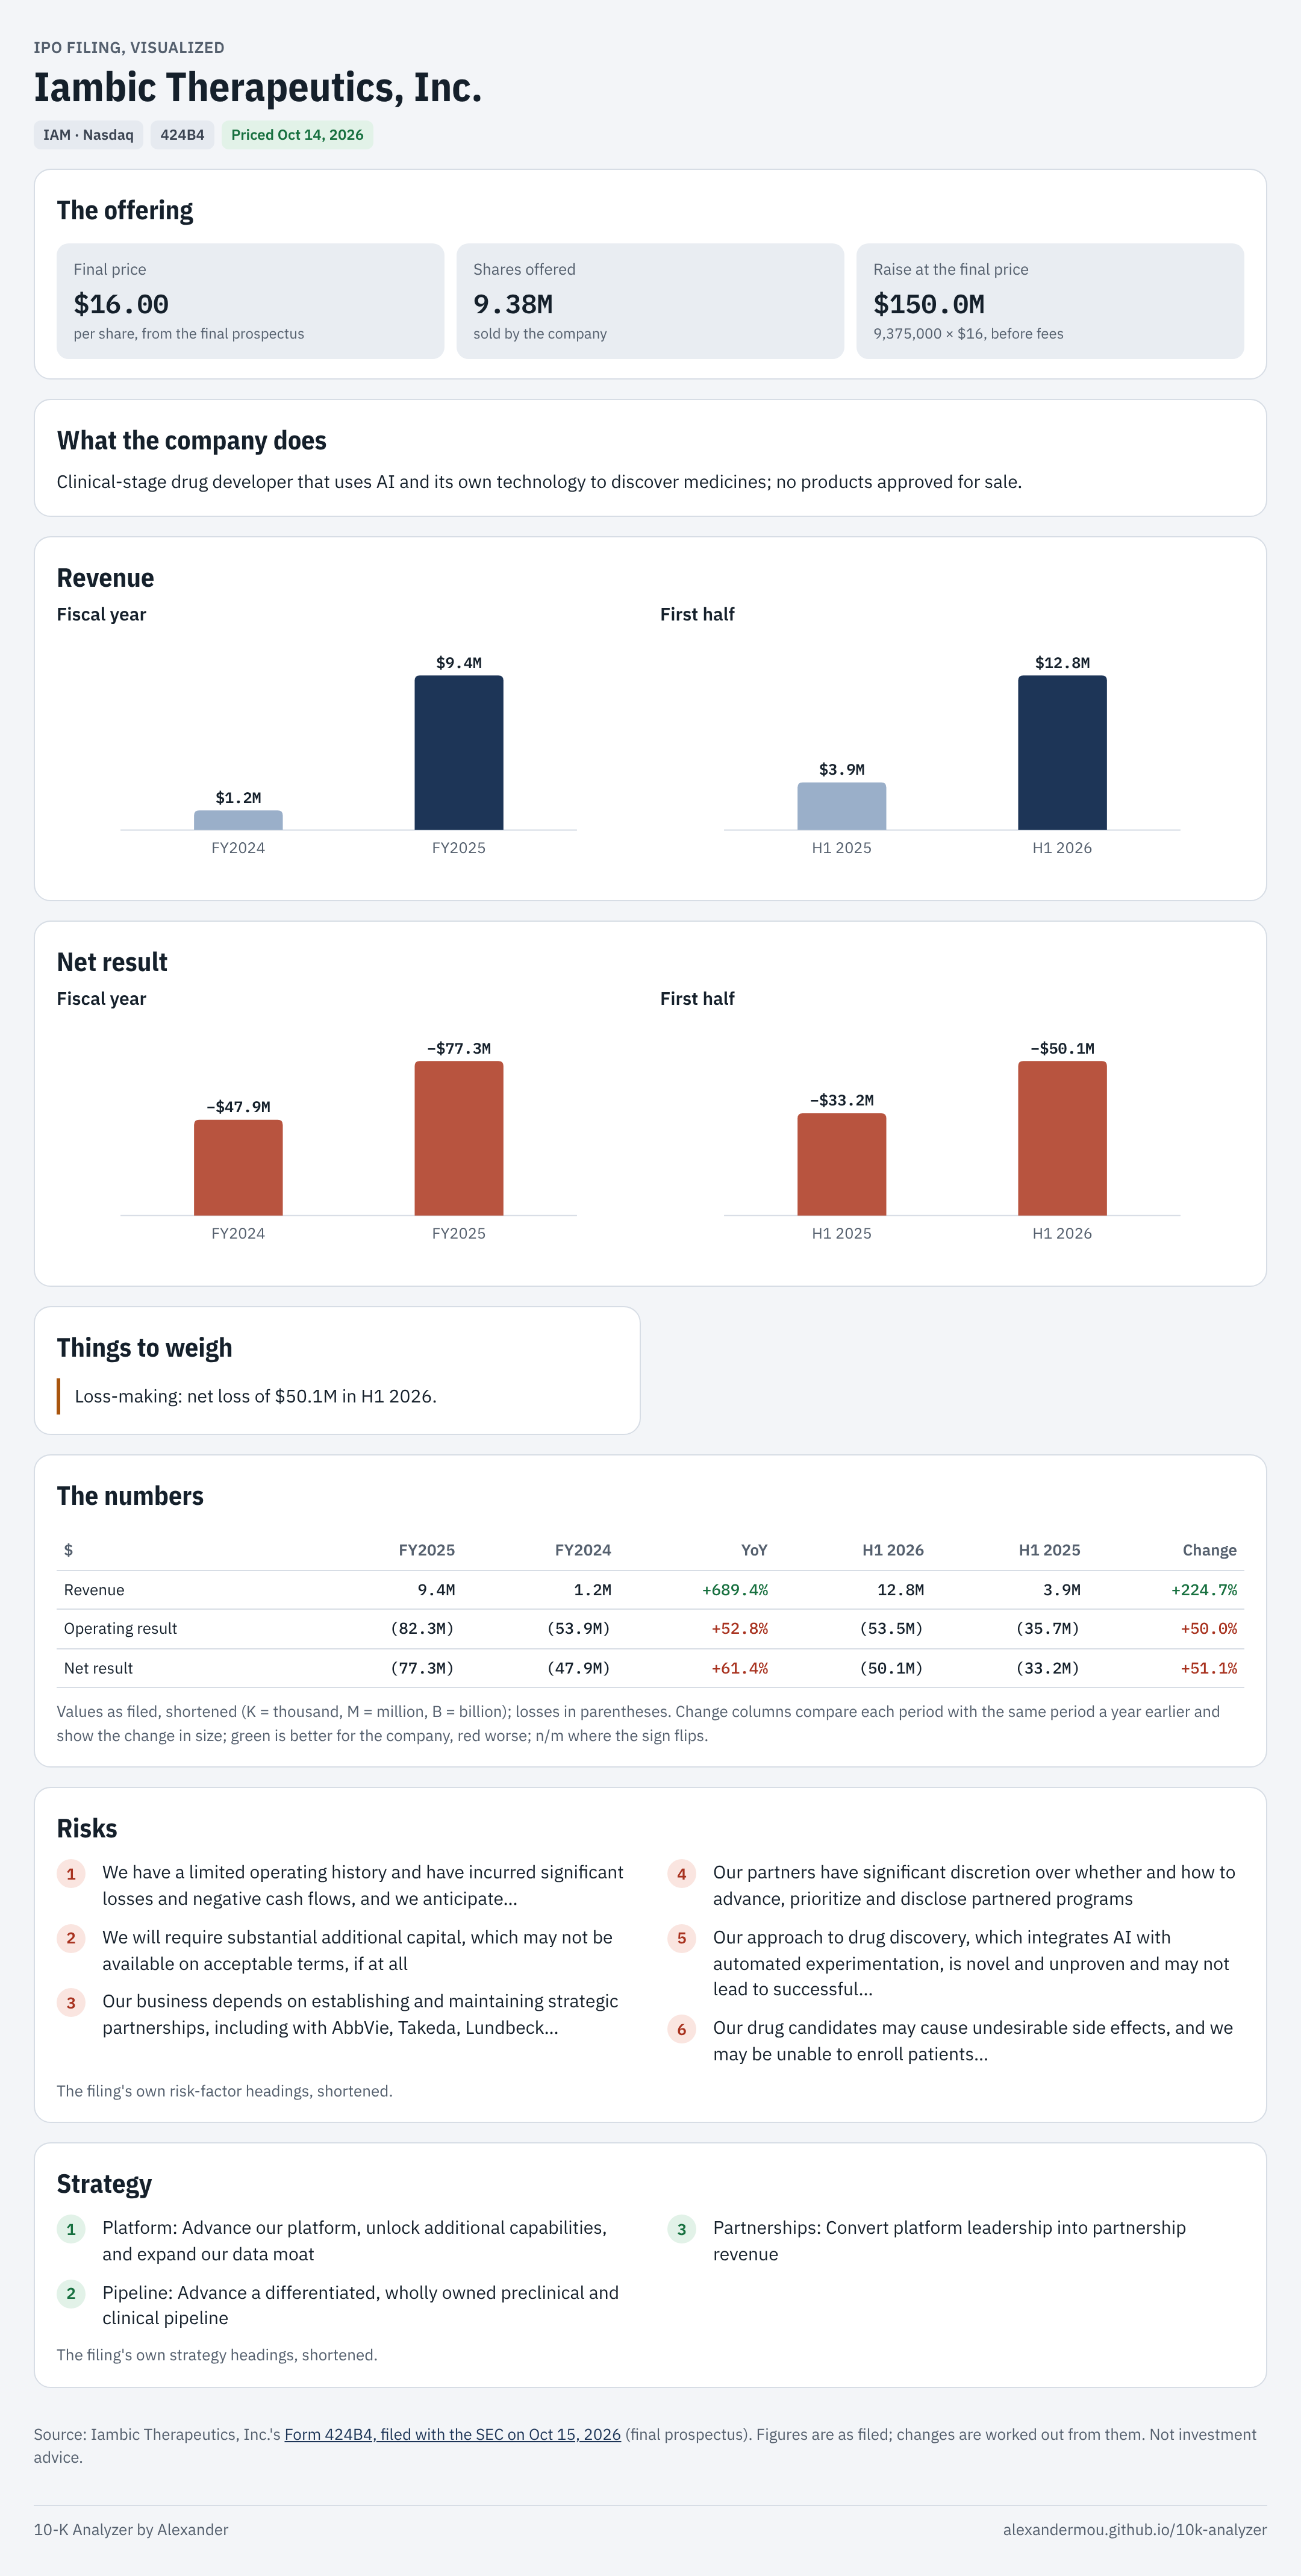 IPO FILING, VISUALIZED
Iambic Therapeutics, Inc.
IAM · Nasdaq
424B4
Priced Oct 14, 2026
The offering
Final price
$16.00
per share, from the final prospectus
Shares offered
9.38M
sold by the company
Raise at the final price
$150.0M
9,375,000 × $16, before fees
What the company does
Clinical-stage drug developer that uses AI and its own technology to discover medicines; no products approved for sale.
Revenue
Fiscal year
$1.2M
$9.4M
FY2024
FY2025
First half
$3.9M
$12.8M
H1 2025
H1 2026
Net result
Fiscal year
−$47.9M
−$77.3M
FY2024
FY2025
First half
−$33.2M
−$50.1M
H1 2025
H1 2026
Things to weigh
Loss-making: net loss of $50.1M in H1 2026.
The numbers
$ FY2025 FY2024 YoY H1 2026 H1 2025 Change
Revenue 9.4M 1.2M +689.4% 12.8M 3.9M +224.7%
Operating result (82.3M) (53.9M) +52.8% (53.5M) (35.7M) +50.0%
Net result (77.3M) (47.9M) +61.4% (50.1M) (33.2M) +51.1%
Values as filed, shortened (K = thousand, M = million, B = billion); losses in parentheses. Change columns compare each period with the same period a year earlier and
show the change in size; green is better for the company, red worse; n/m where the sign flips.
Risks
1 We have a limited operating history and have incurred significant
losses and negative cash flows, and we anticipate…
2 We will require substantial additional capital, which may not be
available on acceptable terms, if at all
3 Our business depends on establishing and maintaining strategic
partnerships, including with AbbVie, Takeda, Lundbeck…
4 Our partners have significant discretion over whether and how to
advance, prioritize and disclose partnered programs
5 Our approach to drug discovery, which integrates AI with
automated experimentation, is novel and unproven and may not
lead to successful…
6 Our drug candidates may cause undesirable side effects, and we
may be unable to enroll patients…
The filing's own risk-factor headings, shortened.
Strategy
1 Platform: Advance our platform, unlock additional capabilities,
and expand our data moat
2 Pipeline: Advance a differentiated, wholly owned preclinical and
clinical pipeline
3 Partnerships: Convert platform leadership into partnership
revenue
The filing's own strategy headings, shortened.
Source: Iambic Therapeutics, Inc.'s Form 424B4, filed with the SEC on Oct 15, 2026 (final prospectus). Figures are as filed; changes are worked out from them. Not investment
advice.
10-K Analyzer by Alexander
alexandermou.github.io/10k-analyzer